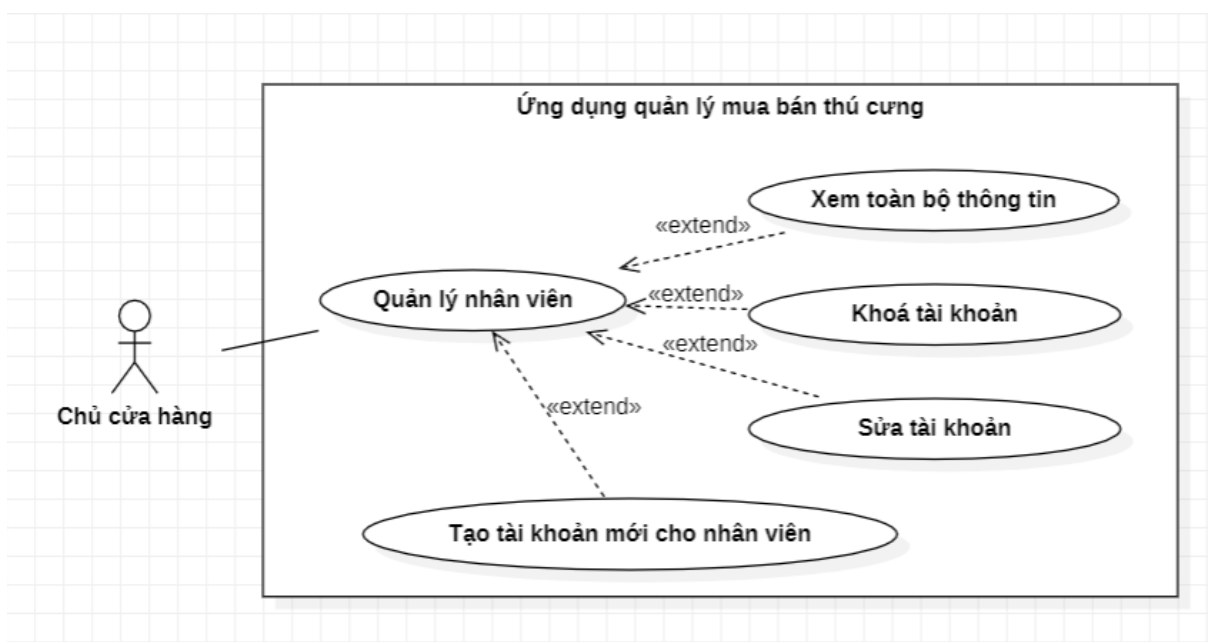 Ứng dụng quản lý mua bán thú cưng
Xem toàn bộ thông tin
«extend»
Quản lý nhân viên
«extend»
Khoá tài khoản
«extend»
Chủ cửa hàng
«extend»
Sửa tài khoản
Tạo tài khoản mới cho nhân viên